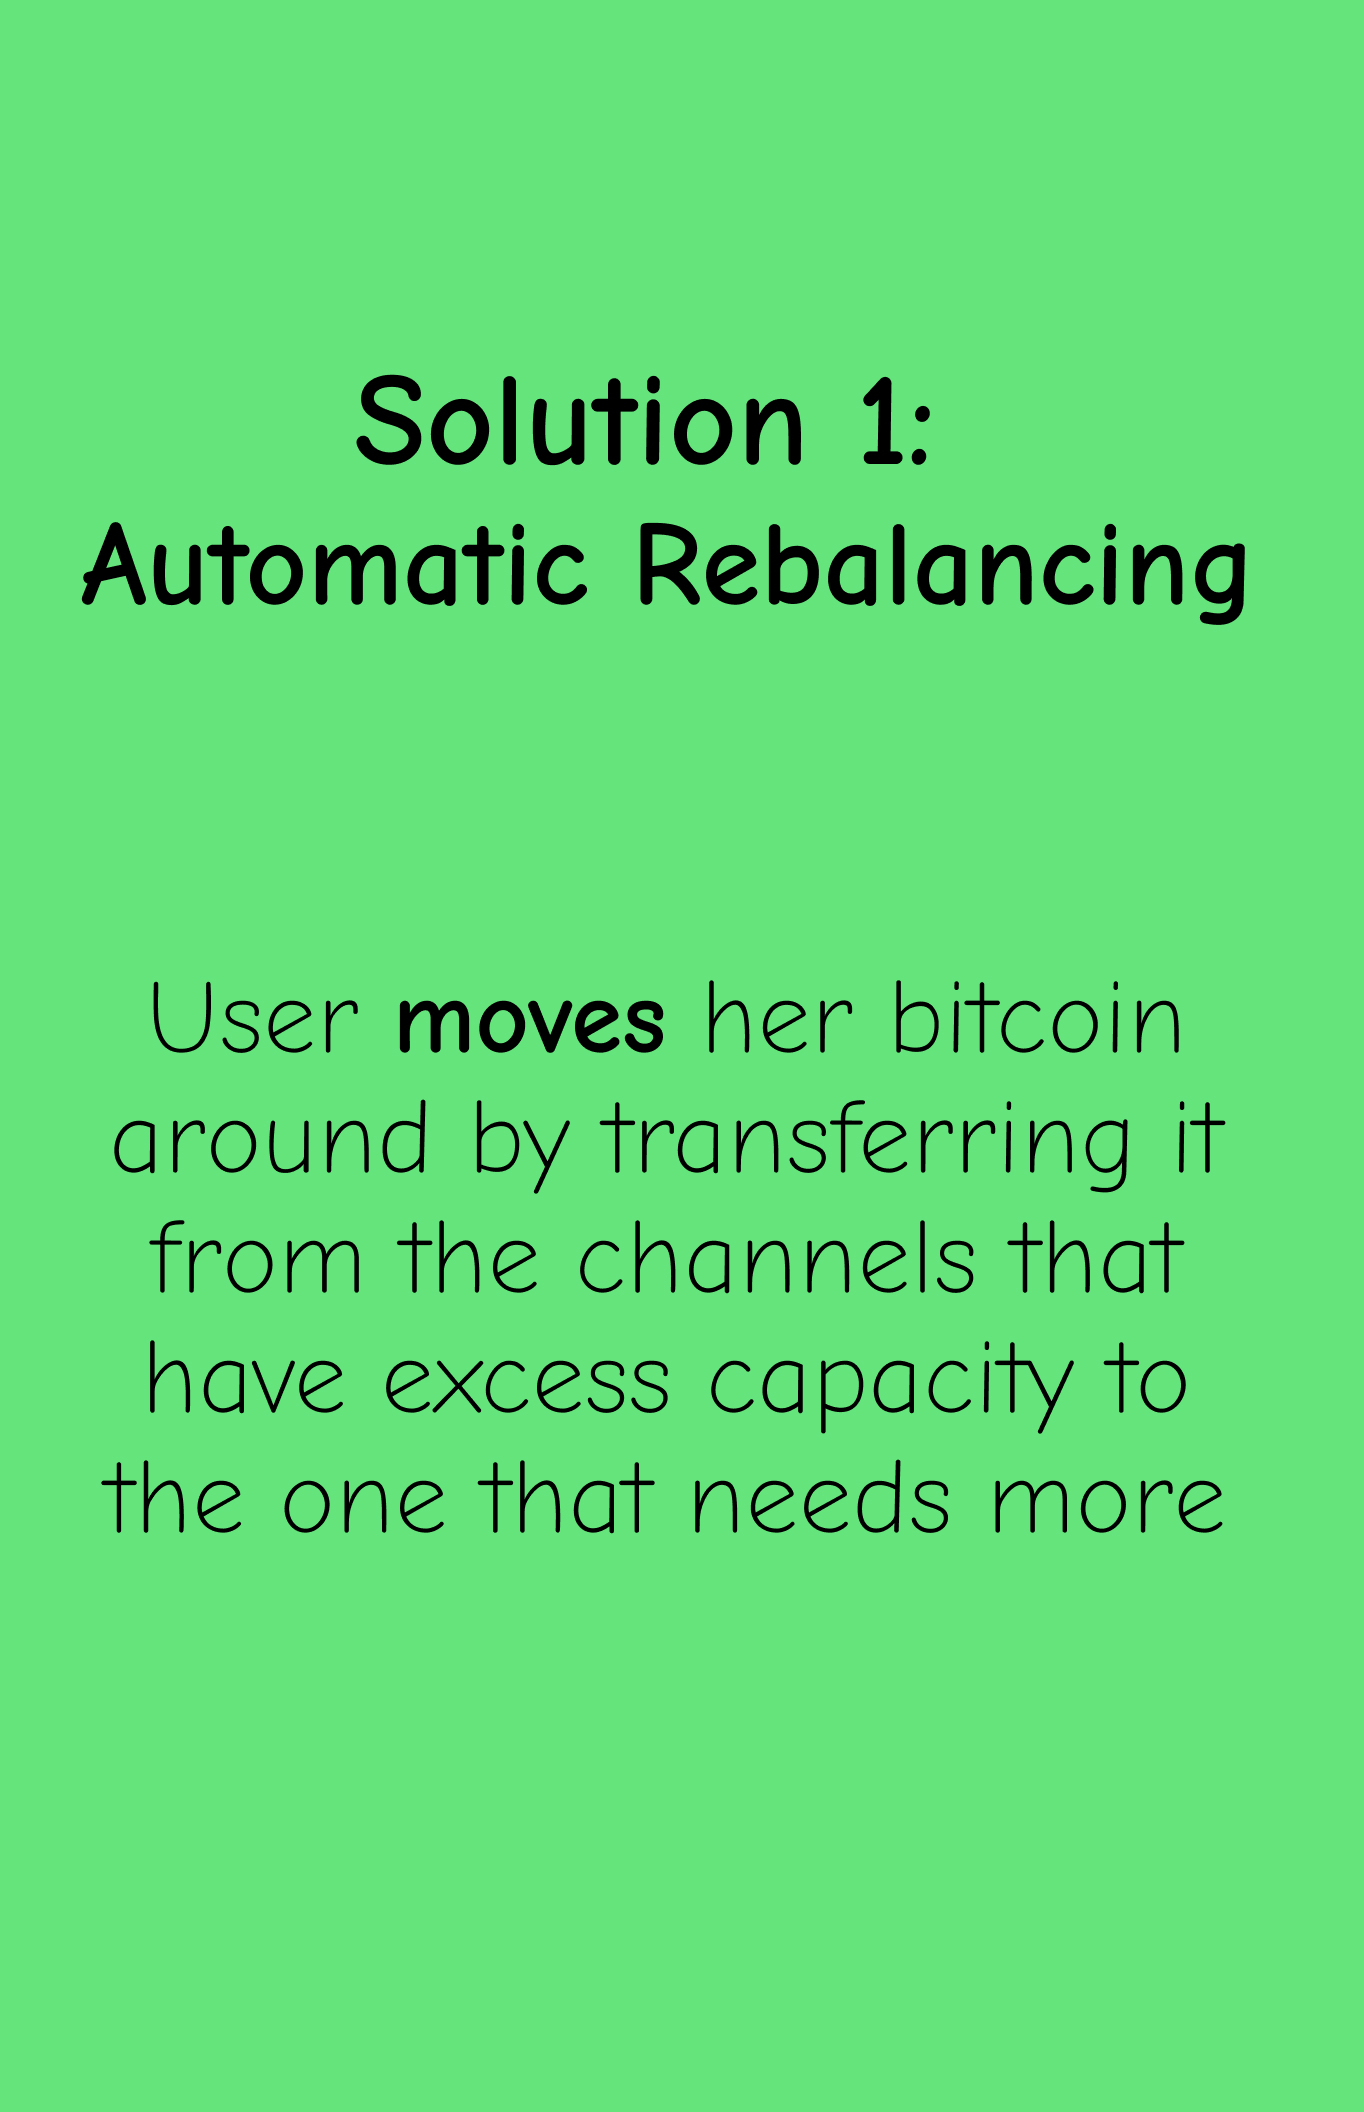 Solution 1:
Automatic Rebalancing
User moves her bitcoin
around by transferring it
from the channels that
have excess capacity to
the one that needs more